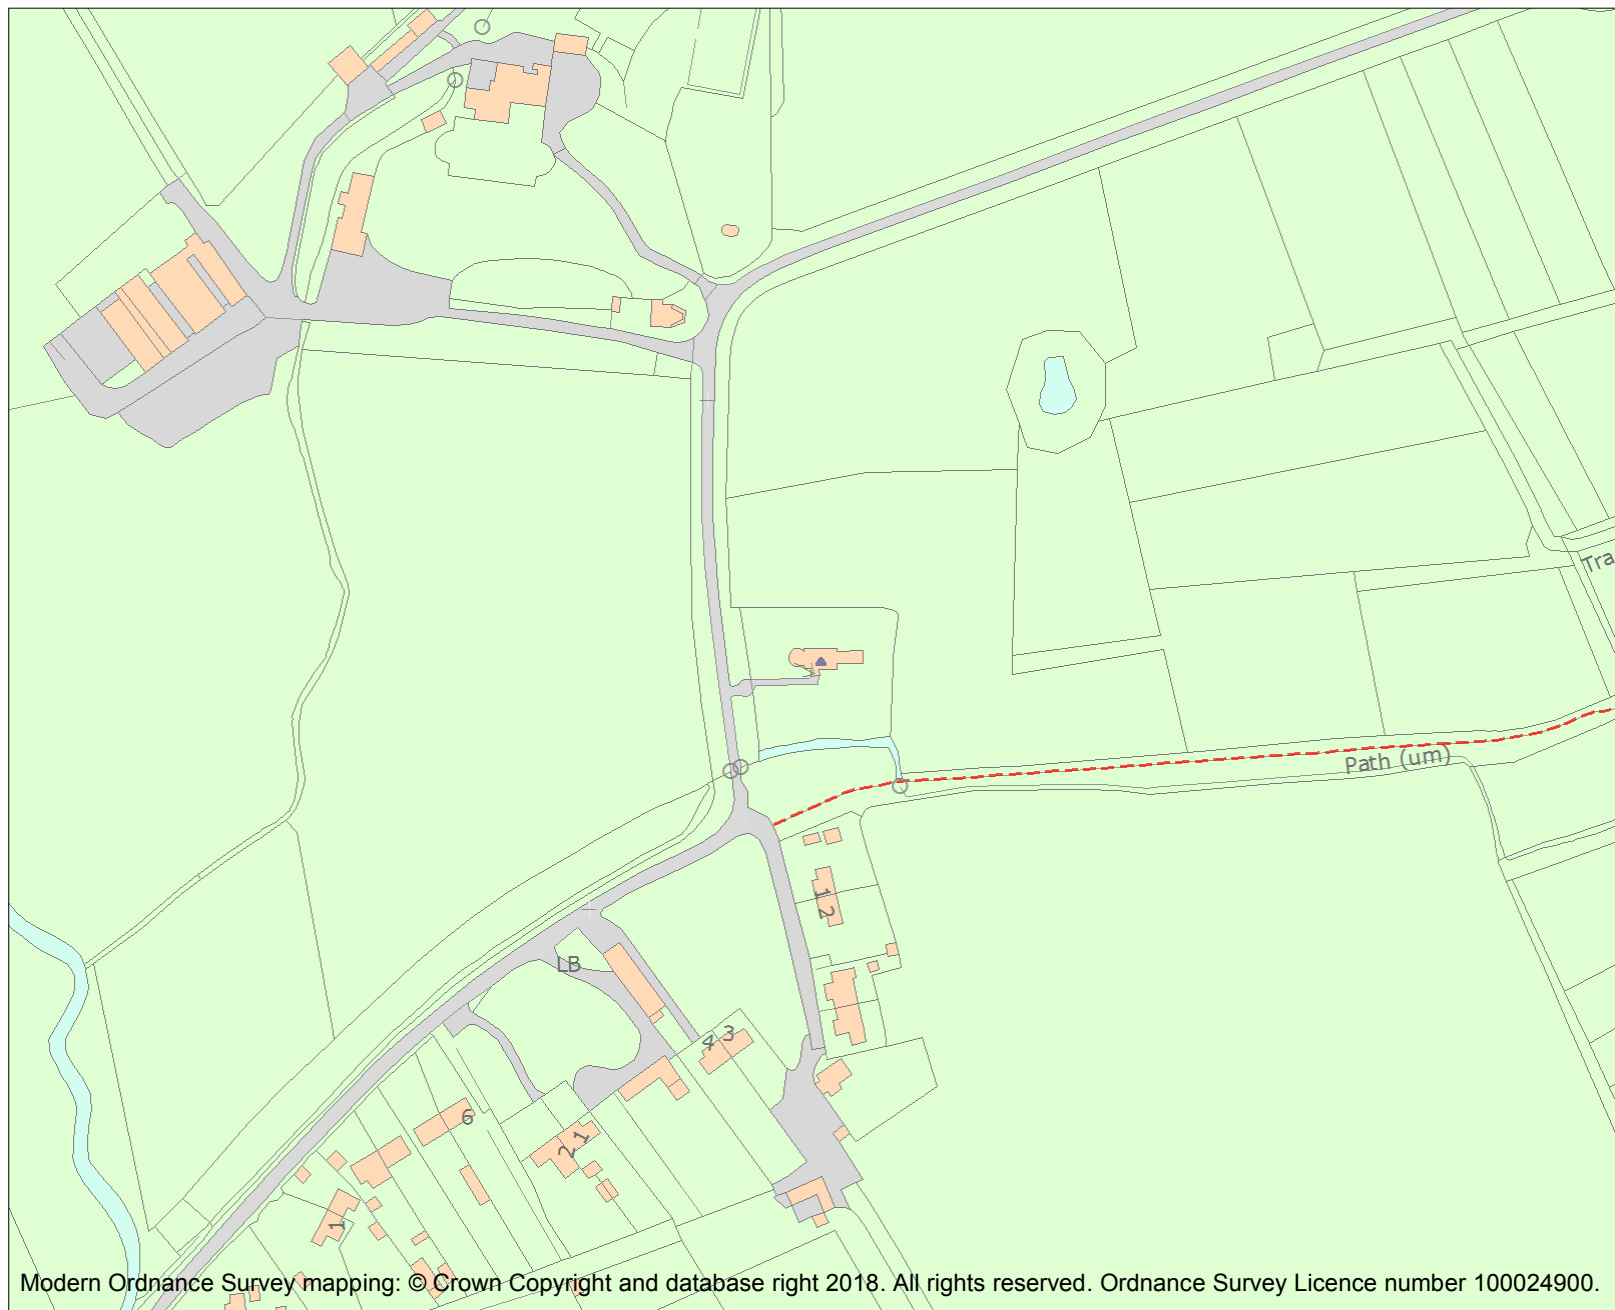 Tra
Path (um)
1
2
LB
3
4
6
1
2
1
Modern Ordnance Survey mapping: © Crown Copyright and database right 2018. All rights reserved. Ordnance Survey Licence number 100024900.